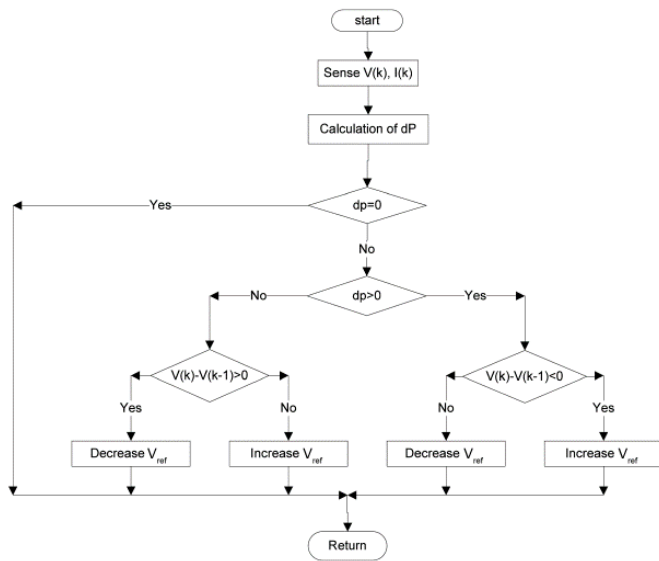 start
Sense V(k), I(k)
Calculation of dP
Yes
dp=0
No
No
dp>0
Yes
V(k)-V(k-1)>0
V(k)-V(k-1)<0
Yes
No
No
Yes
Decrease Vref
Increase Vref
Decrease Vref
Increase Vref
Return